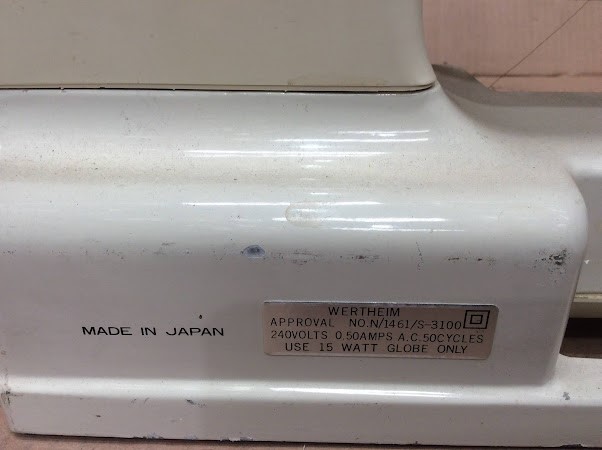 MADE IN JAPAN
WERTHEIM
APPROVAL NO.N/1461/S-3100
240VOLTS 0.50AMPS A.C.50CYCLES
USE 15 WATT GLOBE ONLY